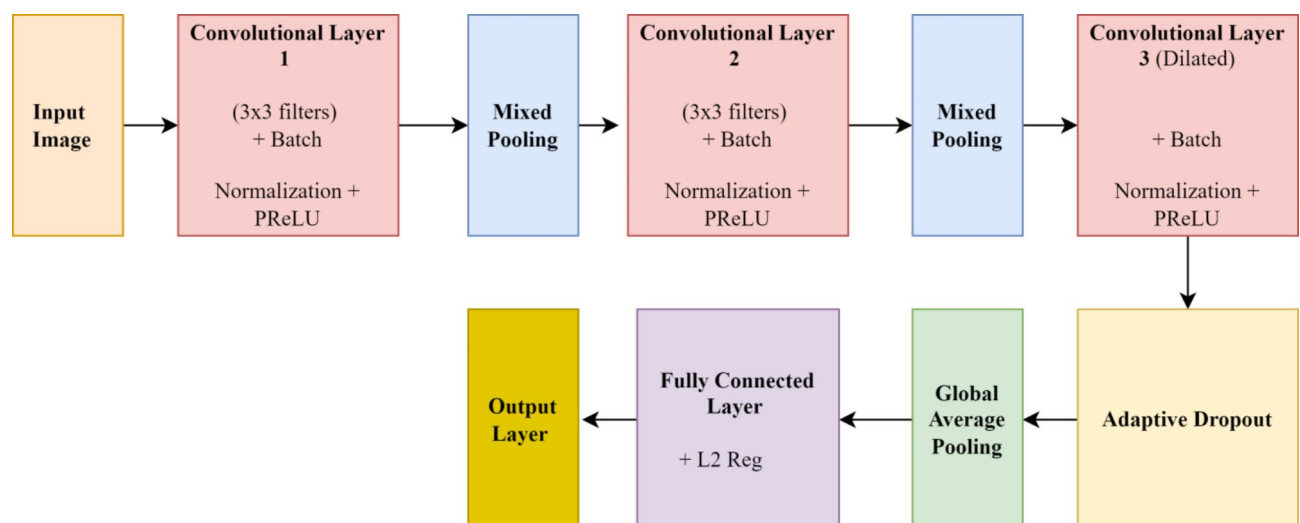 Input
Image
Convolutional Layer
1
(3x3 filters)
+ Batch
Normalization +
PReLU
Mixed
Pooling
Convolutional Layer
2
(3x3 filters)
+ Batch
Normalization +
PReLU
Mixed
Pooling
Convolutional Layer
3 (Dilated)
+ Batch
Normalization +
PReLU
Adaptive Dropout
Global
Average
Pooling
Fully Connected
Layer
+ L2 Reg
Output
Layer